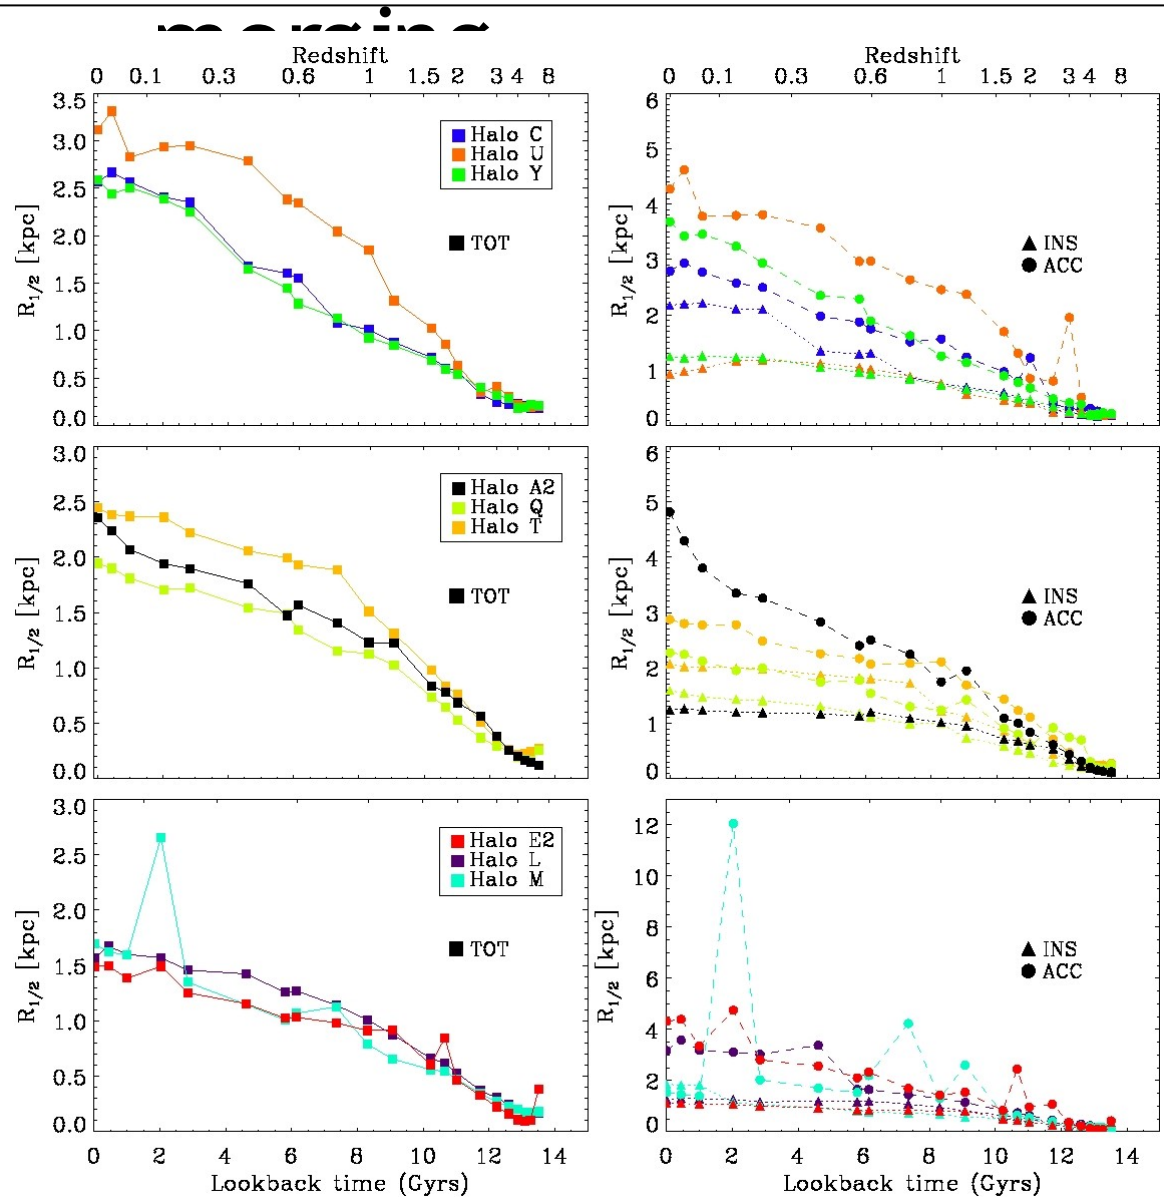 Redshift
0 0.1 0.3 0.6 1 1.5 2 3 4 8
3.5
3.0
2.5
2.0
1.5
1.0
0.5
0.0
R1/2 [kpc]
Halo C
Halo U
Halo Y
TOT
Redshift
0 0.1 0.3 0.6 1 1.5 2 3 4 8
6
5
4
3
2
1
0
R1/2 [kpc]
INS
ACC
3.0
2.5
2.0
1.5
1.0
0.5
0.0
R1/2 [kpc]
Halo A2
Halo Q
Halo T
TOT
6
5
4
3
2
1
0
R1/2 [kpc]
INS
ACC
3.0
2.5
2.0
1.5
1.0
0.5
0.0
R1/2 [kpc]
Halo E2
Halo L
Halo M
TOT
0 2 4 6 8 10 12 14
Lookback time (Gyrs)
12
10
8
6
4
2
0
R1/2 [kpc]
INS
ACC
0 2 4 6 8 10 12 14
Lookback time (Gyrs)